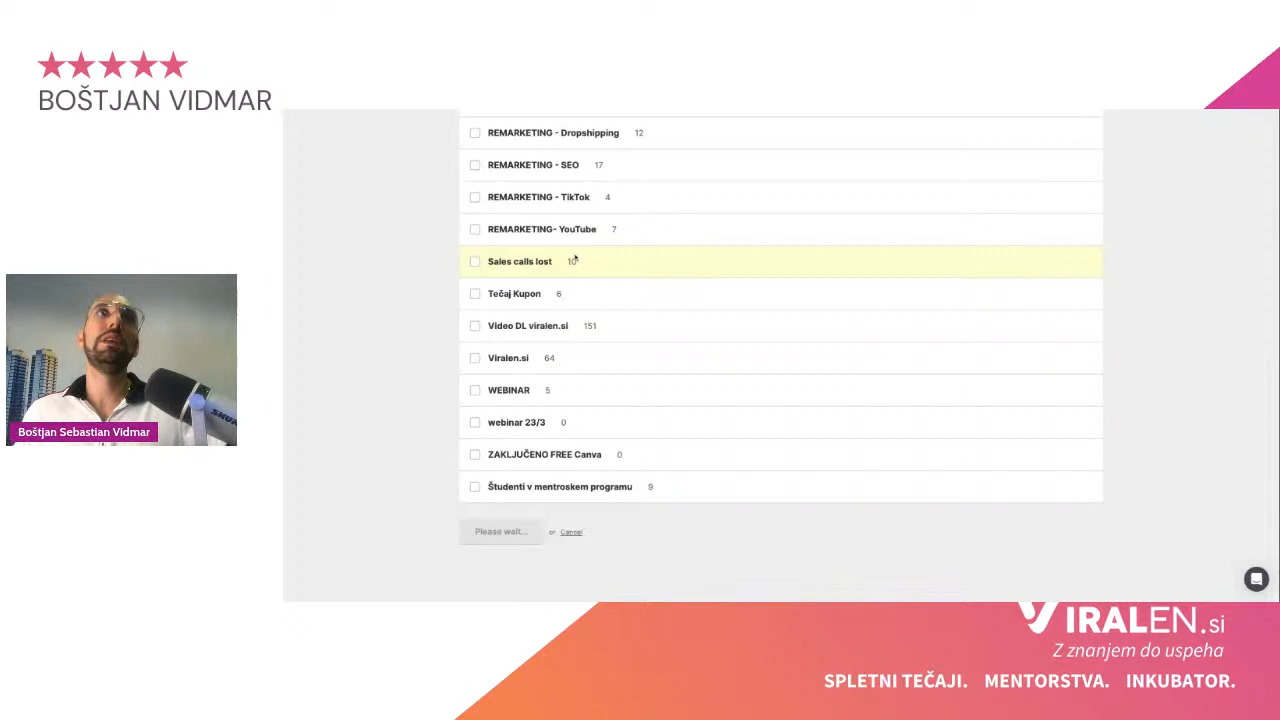 BOŠTJAN VIDMAR
REMARKETING - Dropshipping 12
REMARKETING - SEO 17
REMARKETING - TikTok 4
REMARKETING- YouTube 7
Sales calls lost 10
Tečaj Kupon 6
Video DL viralen.si 151
Viralen.si 64
WEBINAR 5
webinar 23/3 0
ZAKLJUČENO FREE Canva 0
Študenti v mentroskem programu 9
Please wait... or Cancel
SHURE
Boštjan Sebastian Vidmar
VIRALEN.si
Z znanjem do uspeha
SPLETNI TEČAJI. MENTORSTVA. INKUBATOR.